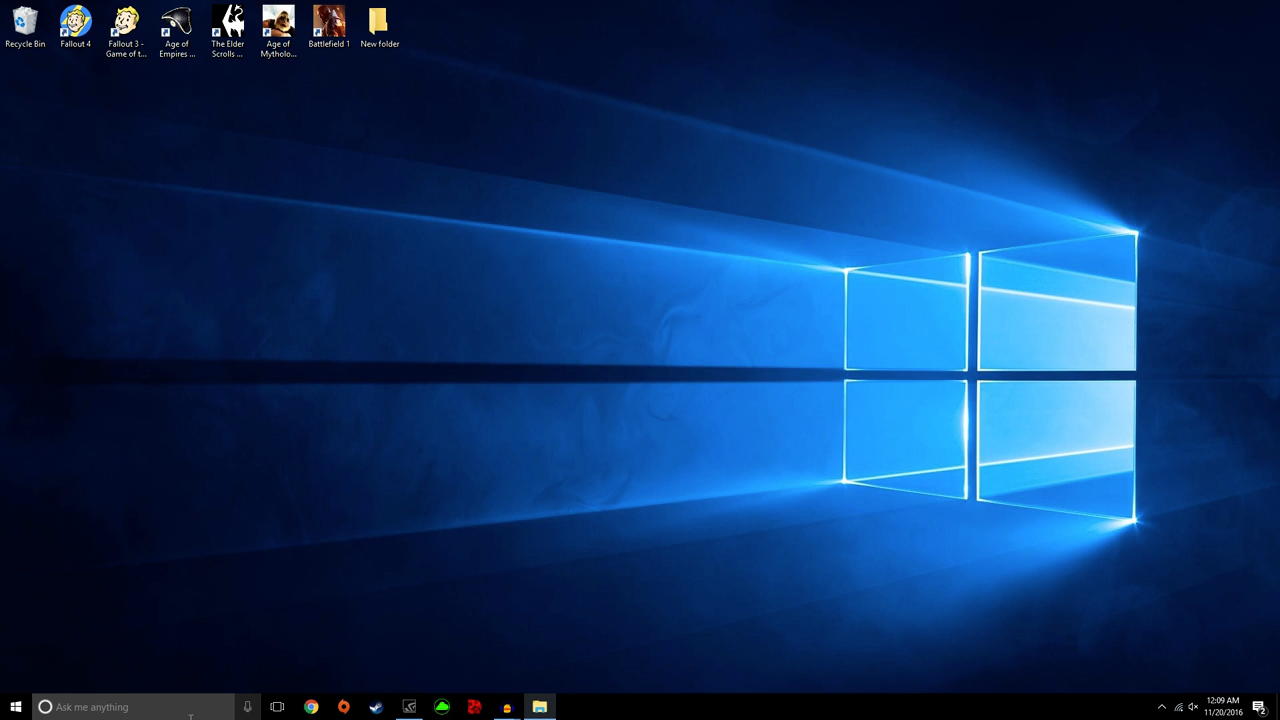 Recycle Bin
Fallout 4
Fallout 3 -
Game of t...
Age of
Empires ...
The Elder
Scrolls ...
Age of
Mytholo...
Battlefield 1
New folder
Ask me anything
12:09 AM
11/20/2016
2